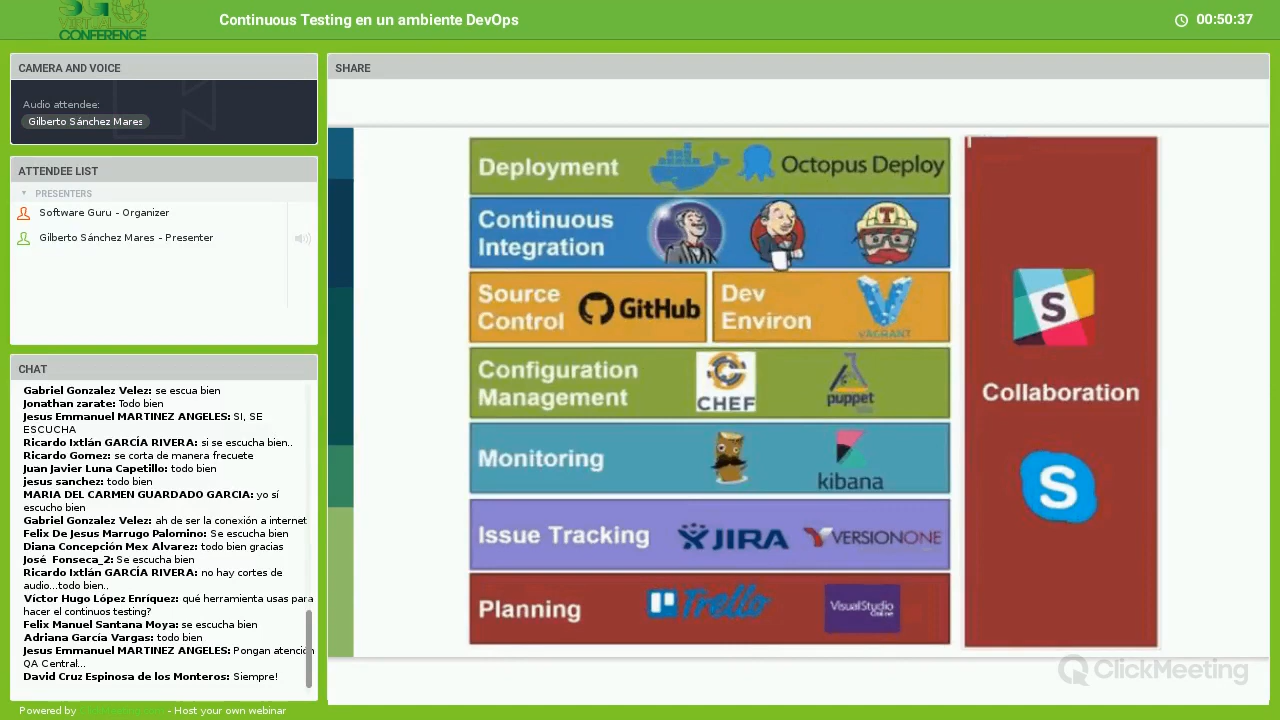 SG
VIRTUAL
CONFERENCE
Continuous Testing en un ambiente DevOps
00:50:37
CAMERA AND VOICE
Audio attendee:
Gilberto Sánchez Mares
ATTENDEE LIST
PRESENTERS
Software Guru - Organizer
Gilberto Sánchez Mares - Presenter
CHAT
Gabriel Gonzalez Velez: se escua bien
Jonathan zarate: Todo bien
Jesus Emmanuel MARTINEZ ANGELES: SI, SE
ESCUCHA
Ricardo Ixtlán GARCÍA RIVERA: si se escucha bien..
Ricardo Gomez: se corta de manera frecuete
Juan Javier Luna Capetillo: todo bien
jesus sanchez: todo bien
MARIA DEL CARMEN GUARDADO GARCIA: yo sí
escucho bien
Gabriel Gonzalez Velez: ah de ser la conexión a internet
Felix De Jesus Marrugo Palomino: Se escucha bien
Diana Concepción Mex Alvarez: todo bien gracias
José Fonseca_2: Se escucha bien
Ricardo Ixtlán GARCÍA RIVERA: no hay cortes de
audio...todo bien..
Víctor Hugo López Enríquez: qué herramienta usas para
hacer el continuos testing?
Felix Manuel Santana Moya: se escucha bien
Adriana García Vargas: todo bien
Jesus Emmanuel MARTINEZ ANGELES: Pongan atención
QA Central...
David Cruz Espinosa de los Monteros: Siempre!
Powered by
- Host your own webinar
SHARE
Deployment
Octopus Deploy
Continuous
Integration
T
Source
Control
GitHub
Dev
Environ
VAGRANT
Configuration
Management
CHEF
puppet
Monitoring
kibana
Issue Tracking
JIRA
VERSIONONE
Planning
Trello
VisualStudio
Online
S
Collaboration
S
ClickMeeting